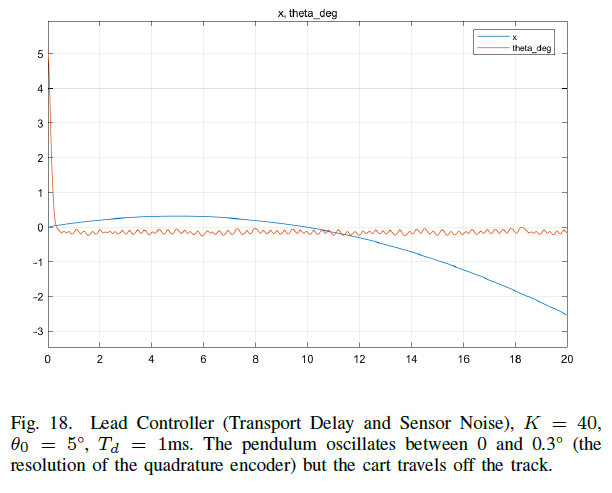 x, theta_deg
x
theta_deg
5
4
3
2
1
0
-1
-2
-3
0 2 4 6 8 10 12 14 16 18 20
Fig. 18. Lead Controller (Transport Delay and Sensor Noise), K = 40,
θ0 = 5°, Td = 1ms. The pendulum oscillates between 0 and 0.3° (the
resolution of the quadrature encoder) but the cart travels off the track.